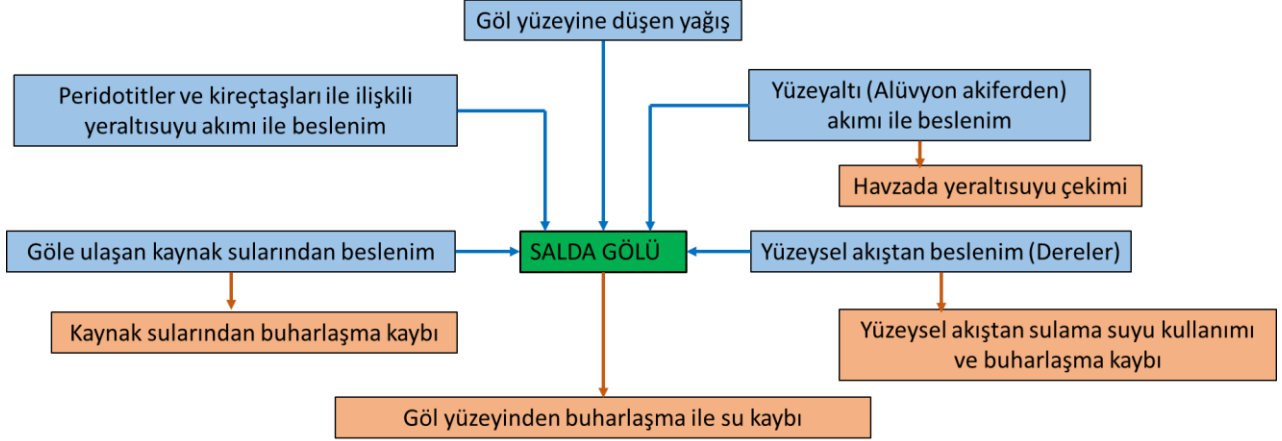 Göl yüzeyine düşen yağış
Peridotitler ve kireçtaşları ile ilişkili
yeraltısuyu akımı ile beslenim
Yüzeyaltı (Alüvyon akiferden)
akımı ile beslenim
Havzada yeraltısuyu çekimi
Göle ulaşan kaynak sularından beslenim
SALDA GÖLÜ
Yüzeysel akıştan beslenim (Dereler)
Kaynak sularından buharlaşma kaybı
Yüzeysel akıştan sulama suyu kullanımı
ve buharlaşma kaybı
Göl yüzeyinden buharlaşma ile su kaybı